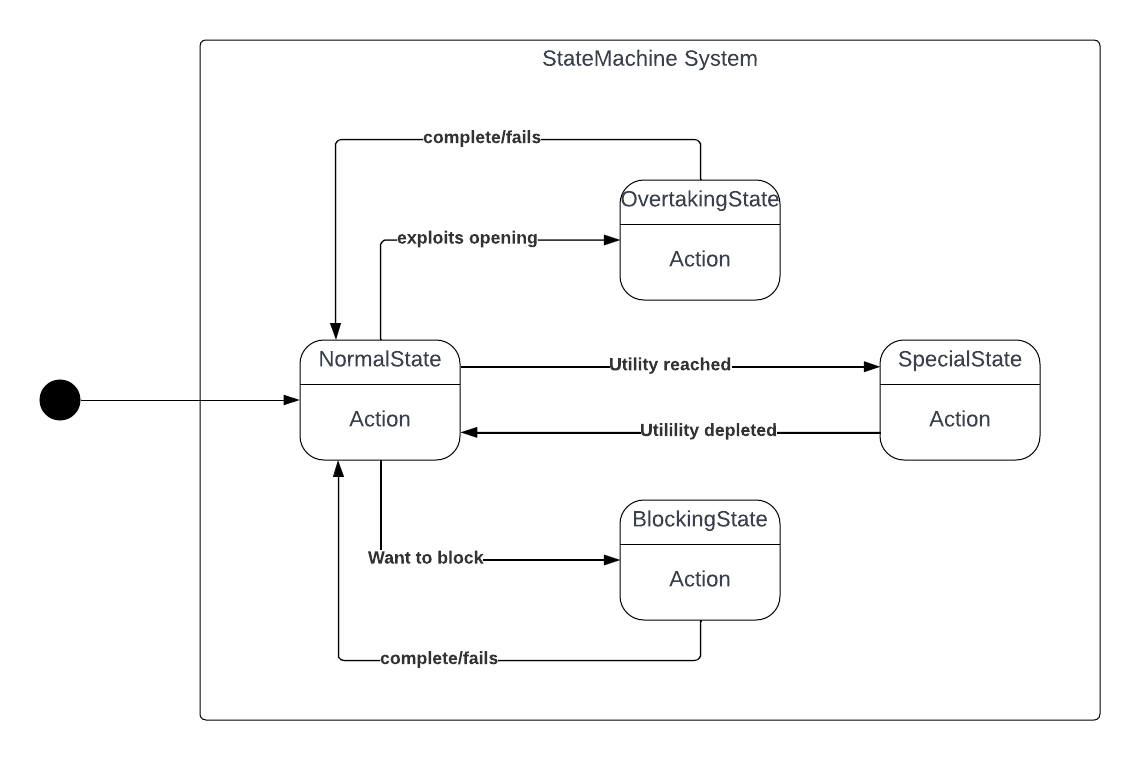 StateMachine System
complete/fails
OvertakingState
exploits opening
Action
NormalState
Utility reached
SpecialState
Action
Action
Utilility depleted
BlockingState
Want to block
Action
complete/fails